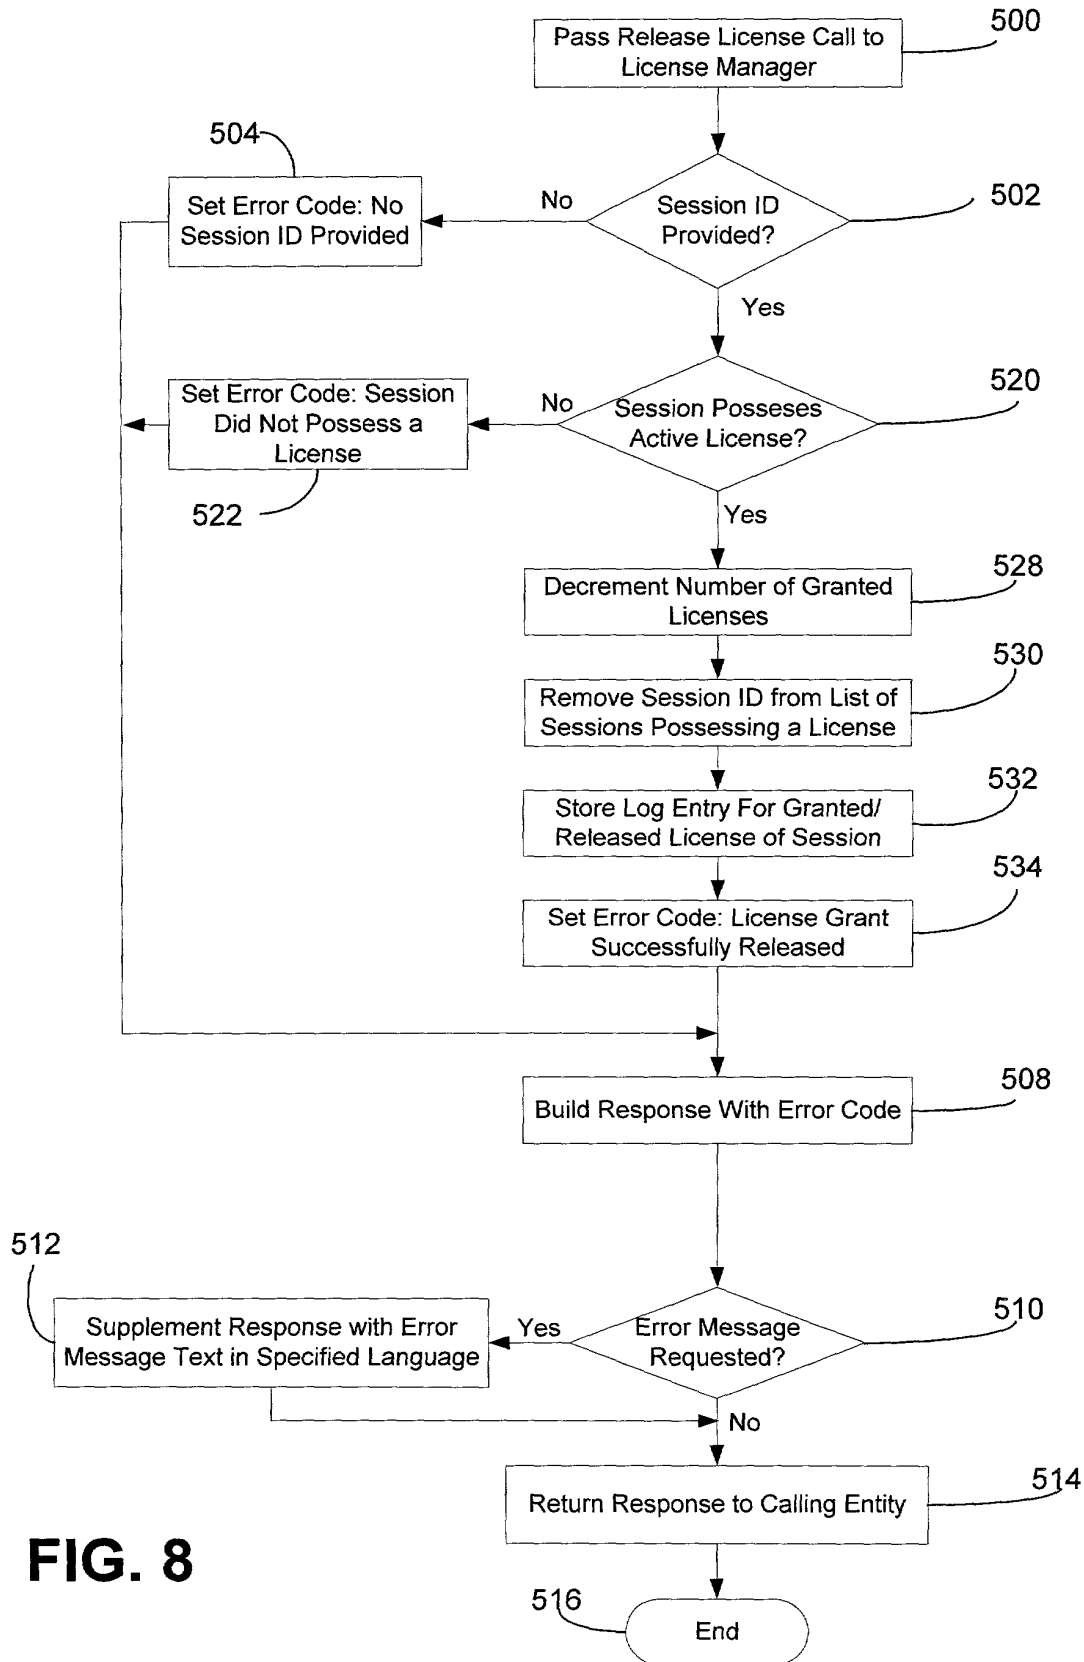 Pass Release License Call to
License Manager
500
504
Set Error Code: No
Session ID Provided
No
Session ID
Provided?
502
Yes
Set Error Code: Session
Did Not Possess a
License
522
No
Session Posseses
Active License?
520
Yes
Decrement Number of Granted
Licenses
528
Remove Session ID from List of
Sessions Possessing a License
530
Store Log Entry For Granted/
Released License of Session
532
Set Error Code: License Grant
Successfully Released
534
Build Response With Error Code
508
512
Supplement Response with Error
Message Text in Specified Language
Yes
Error Message
Requested?
510
No
Return Response to Calling Entity
514
FIG. 8
516
End